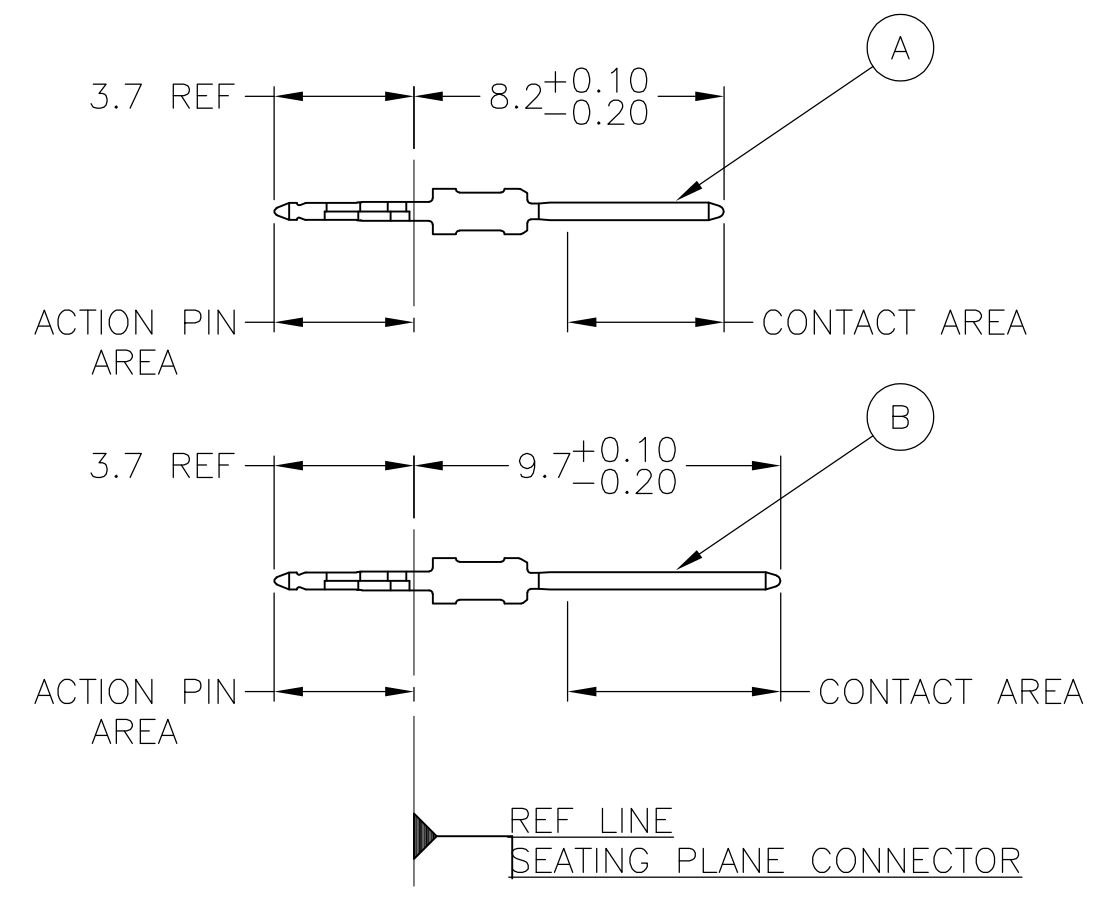 A
3.7 REF
8.2 +0.10
-0.20
ACTION PIN
AREA
CONTACT AREA
B
3.7 REF
9.7 +0.10
-0.20
ACTION PIN
AREA
CONTACT AREA
REF LINE
SEATING PLANE CONNECTOR